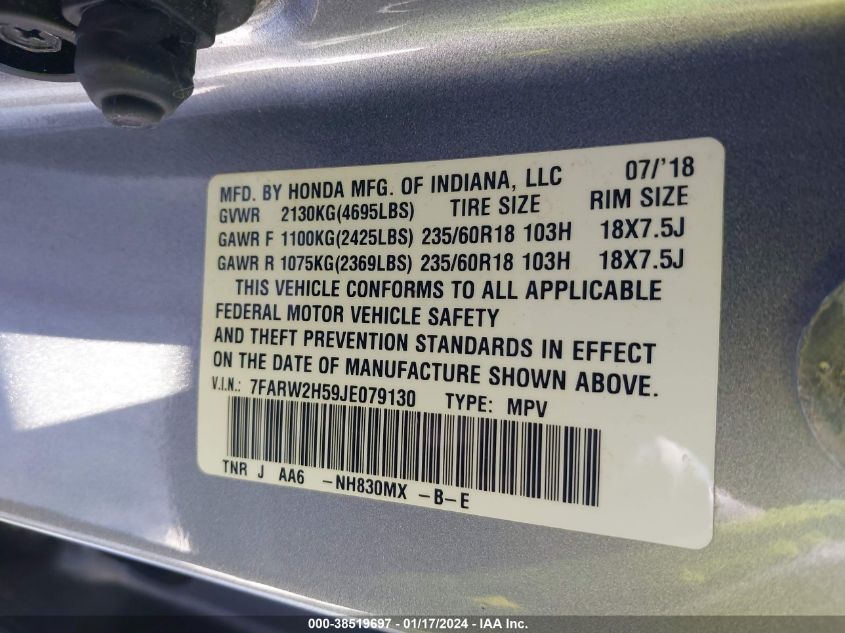 MFD. BY HONDA MFG. OF INDIANA, LLC 07/'18
GVWR 2130KG(4695LBS) TIRE SIZE RIM SIZE
GAWR F 1100KG(2425LBS) 235/60R18 103H 18X7.5J
GAWR R 1075KG(2369LBS) 235/60R18 103H 18X7.5J
THIS VEHICLE CONFORMS TO ALL APPLICABLE
FEDERAL MOTOR VEHICLE SAFETY
AND THEFT PREVENTION STANDARDS IN EFFECT
ON THE DATE OF MANUFACTURE SHOWN ABOVE.
V.I.N.: 7FARW2H59JE079130 TYPE: MPV
TNR J AA6 -NH830MX -B-E
000-38519697 - 01/17/2024 - IAA Inc.